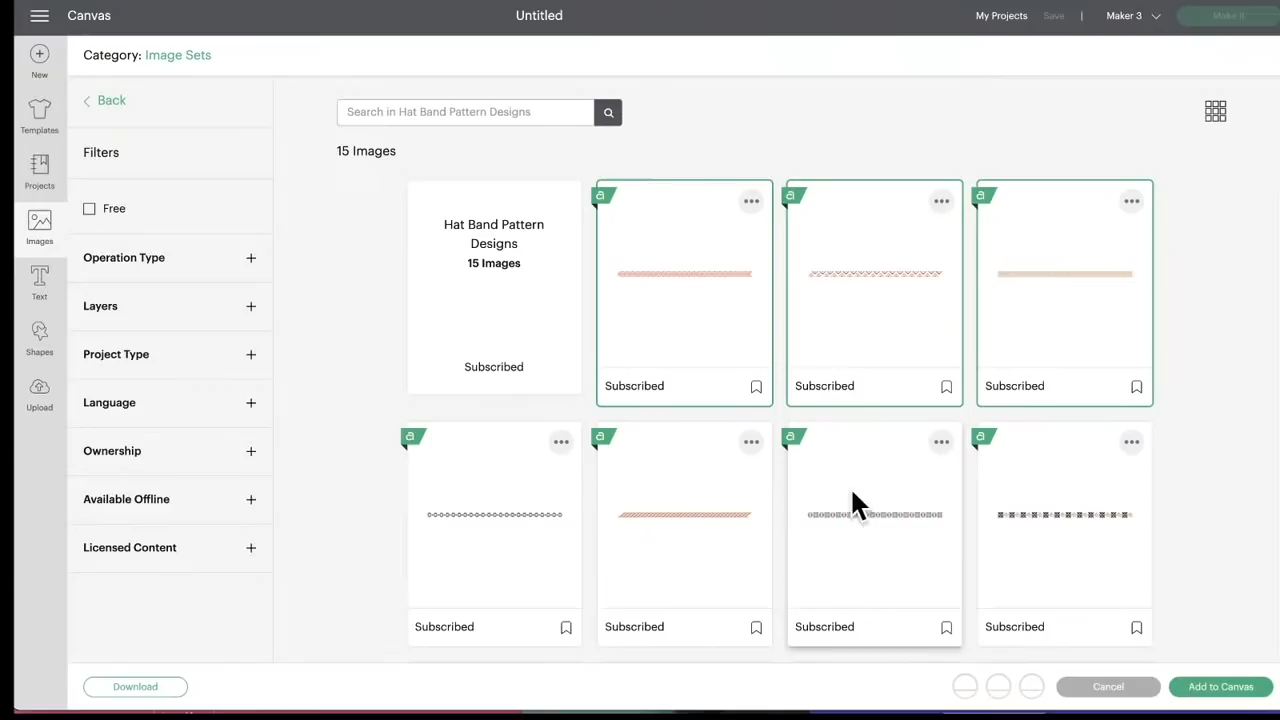 Canvas
Untitled
My Projects
Save
|
Maker 3
Make It
New
Templates
Projects
Images
Text
Shapes
Upload
Category: Image Sets
Back
Filters
Free
Operation Type
Layers
Project Type
Language
Ownership
Available Offline
Licensed Content
Search in Hat Band Pattern Designs
15 Images
Hat Band Pattern
Designs
15 Images
Subscribed
a
Subscribed
a
Subscribed
a
Subscribed
a
Subscribed
a
Subscribed
a
Subscribed
a
Subscribed
Download
Cancel
Add to Canvas